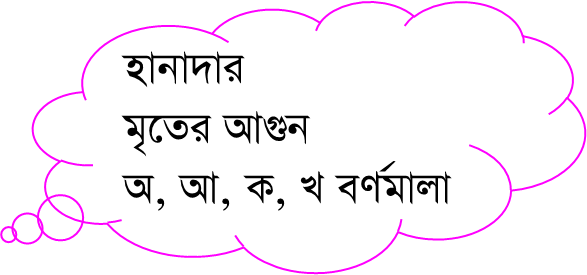 হানাদার
মৃতের আগুন
অ, আ, ক, খ বর্ণমালা